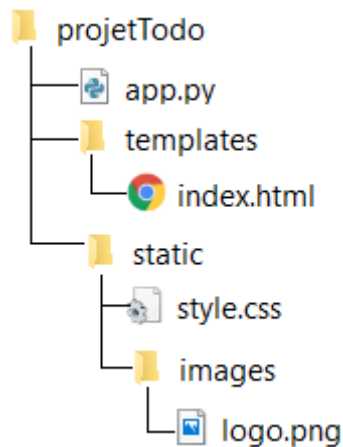 projetTodo
app.py
templates
index.html
static
style.css
images
logo.png